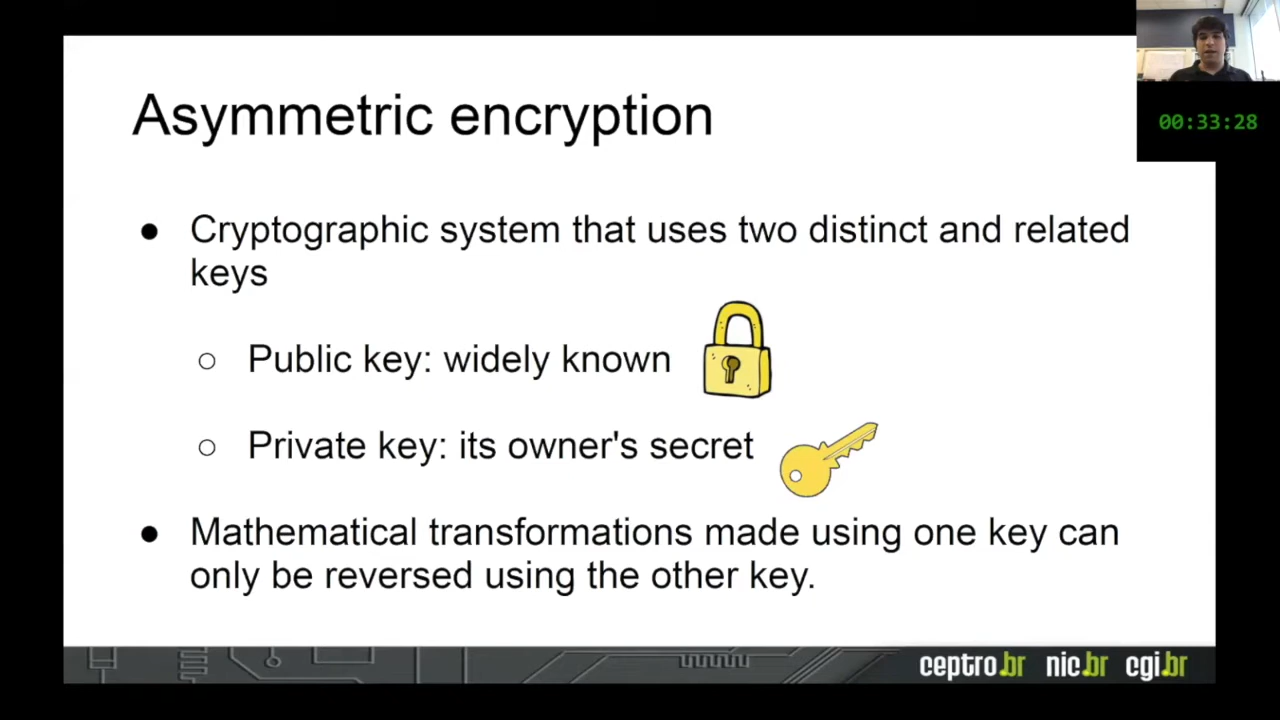 Asymmetric encryption
00:33:28
● Cryptographic system that uses two distinct and related
keys
○ Public key: widely known
○ Private key: its owner's secret
● Mathematical transformations made using one key can
only be reversed using the other key.
ceptro.br nic.br cgi.br